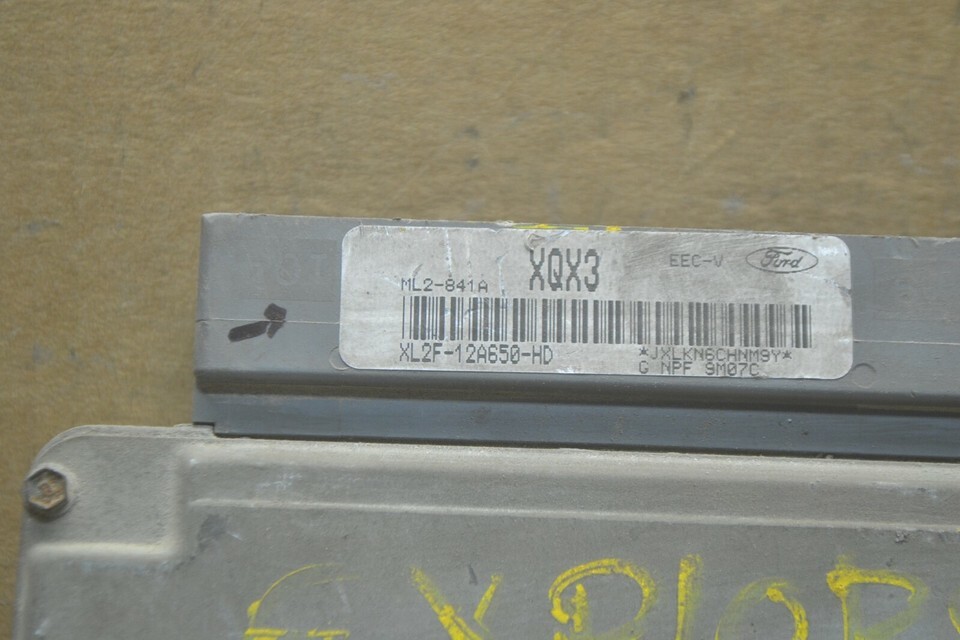 XQX3
EEC-V Ford
ML2-841A
XL2F-12A650-HD
*JXLKN6CHNM9Y*
G NPF 9M07C